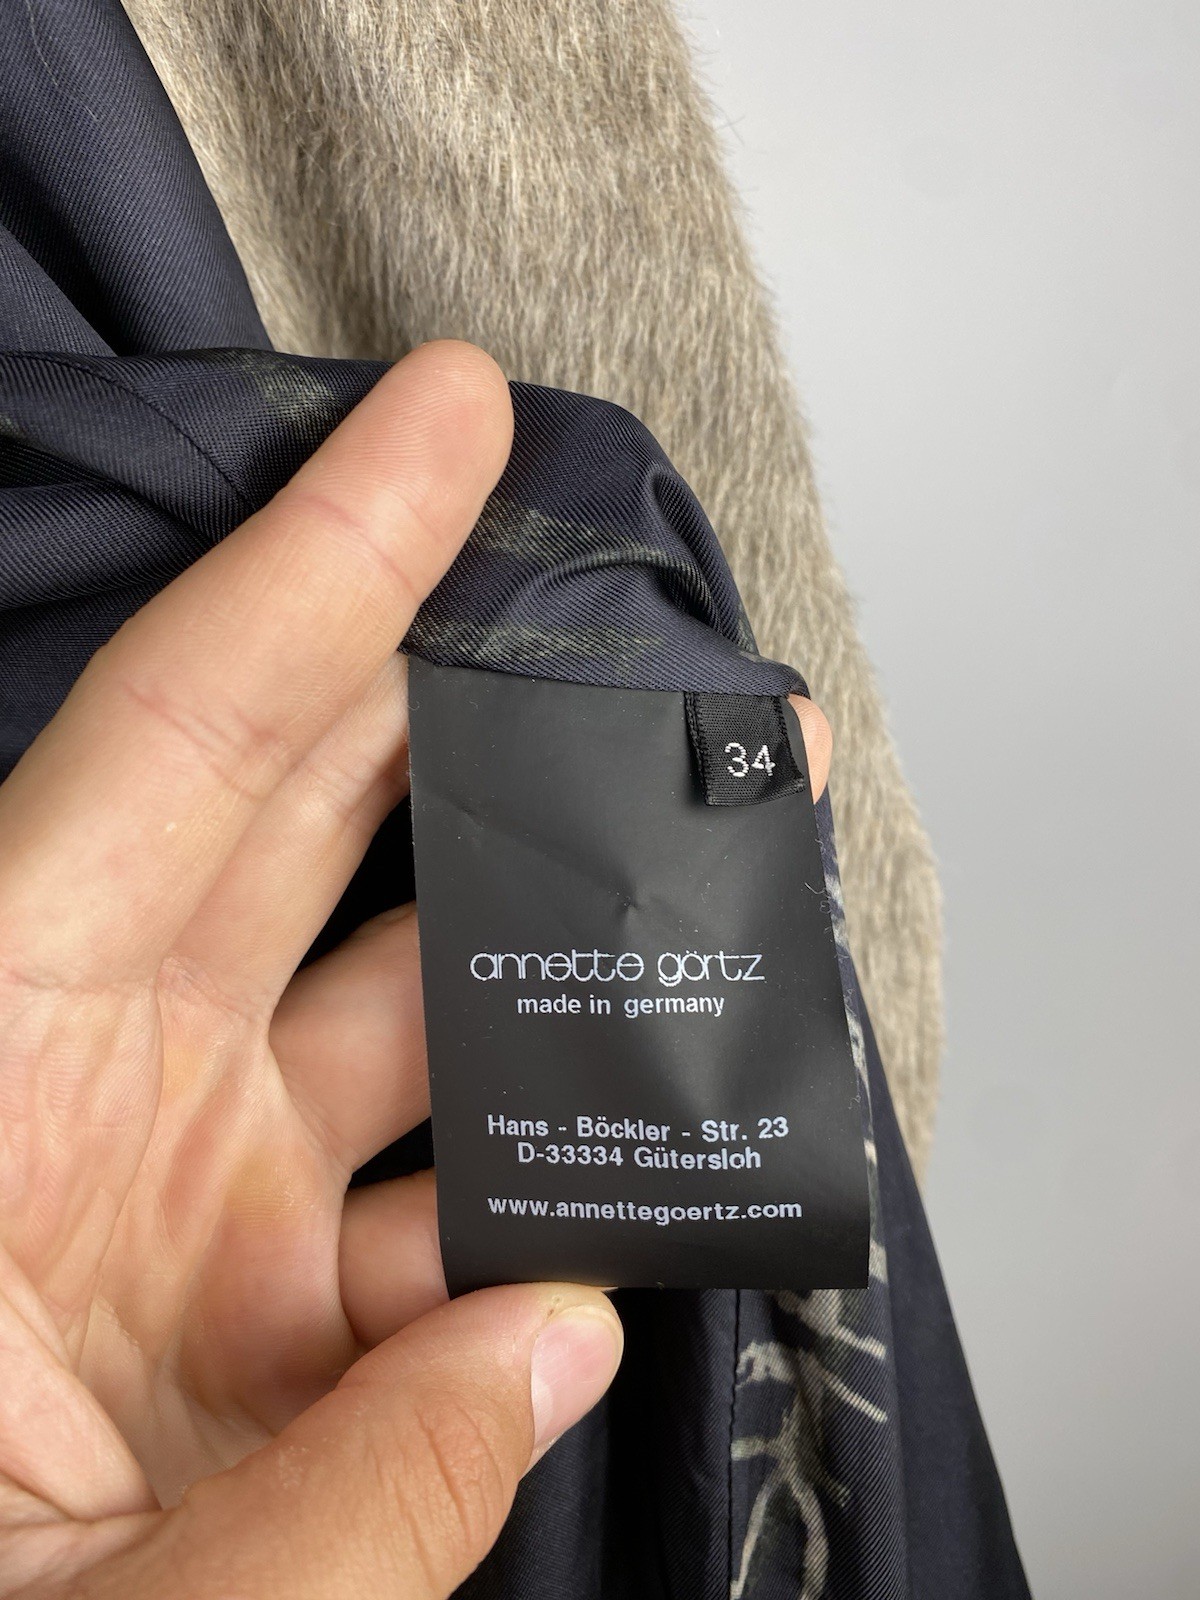 34
annette görtz
made in germany
Hans - Böckler - Str. 23
D-33334 Gütersloh
www.annettegoertz.com